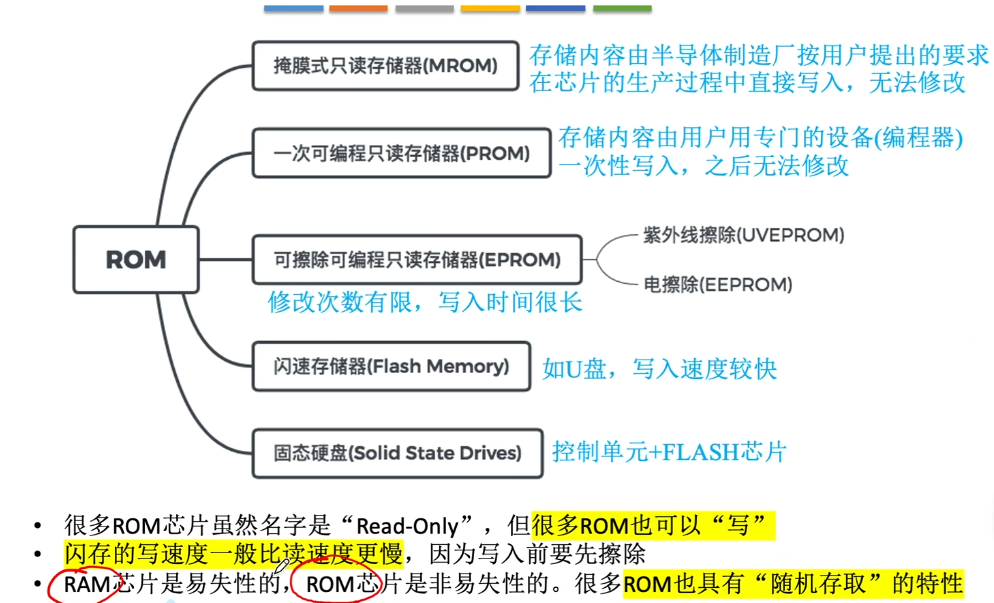 掩膜式只读存储器(MROM)
存储内容由半导体制造厂按用户提出的要求
在芯片的生产过程中直接写入，无法修改
一次可编程只读存储器(PROM)
存储内容由用户用专门的设备(编程器)
一次性写入，之后无法修改
ROM
可擦除可编程只读存储器(EPROM)
紫外线擦除(UVEPROM)
电擦除(EEPROM)
修改次数有限，写入时间很长
闪速存储器(Flash Memory)
如U盘，写入速度较快
固态硬盘(Solid State Drives)
控制单元+FLASH芯片
• 很多ROM芯片虽然名字是“Read-Only”，但很多ROM也可以“写”
• 闪存的写速度一般比读速度更慢，因为写入前要先擦除
• RAM芯片是易失性的，ROM芯片是非易失性的。很多ROM也具有“随机存取”的特性